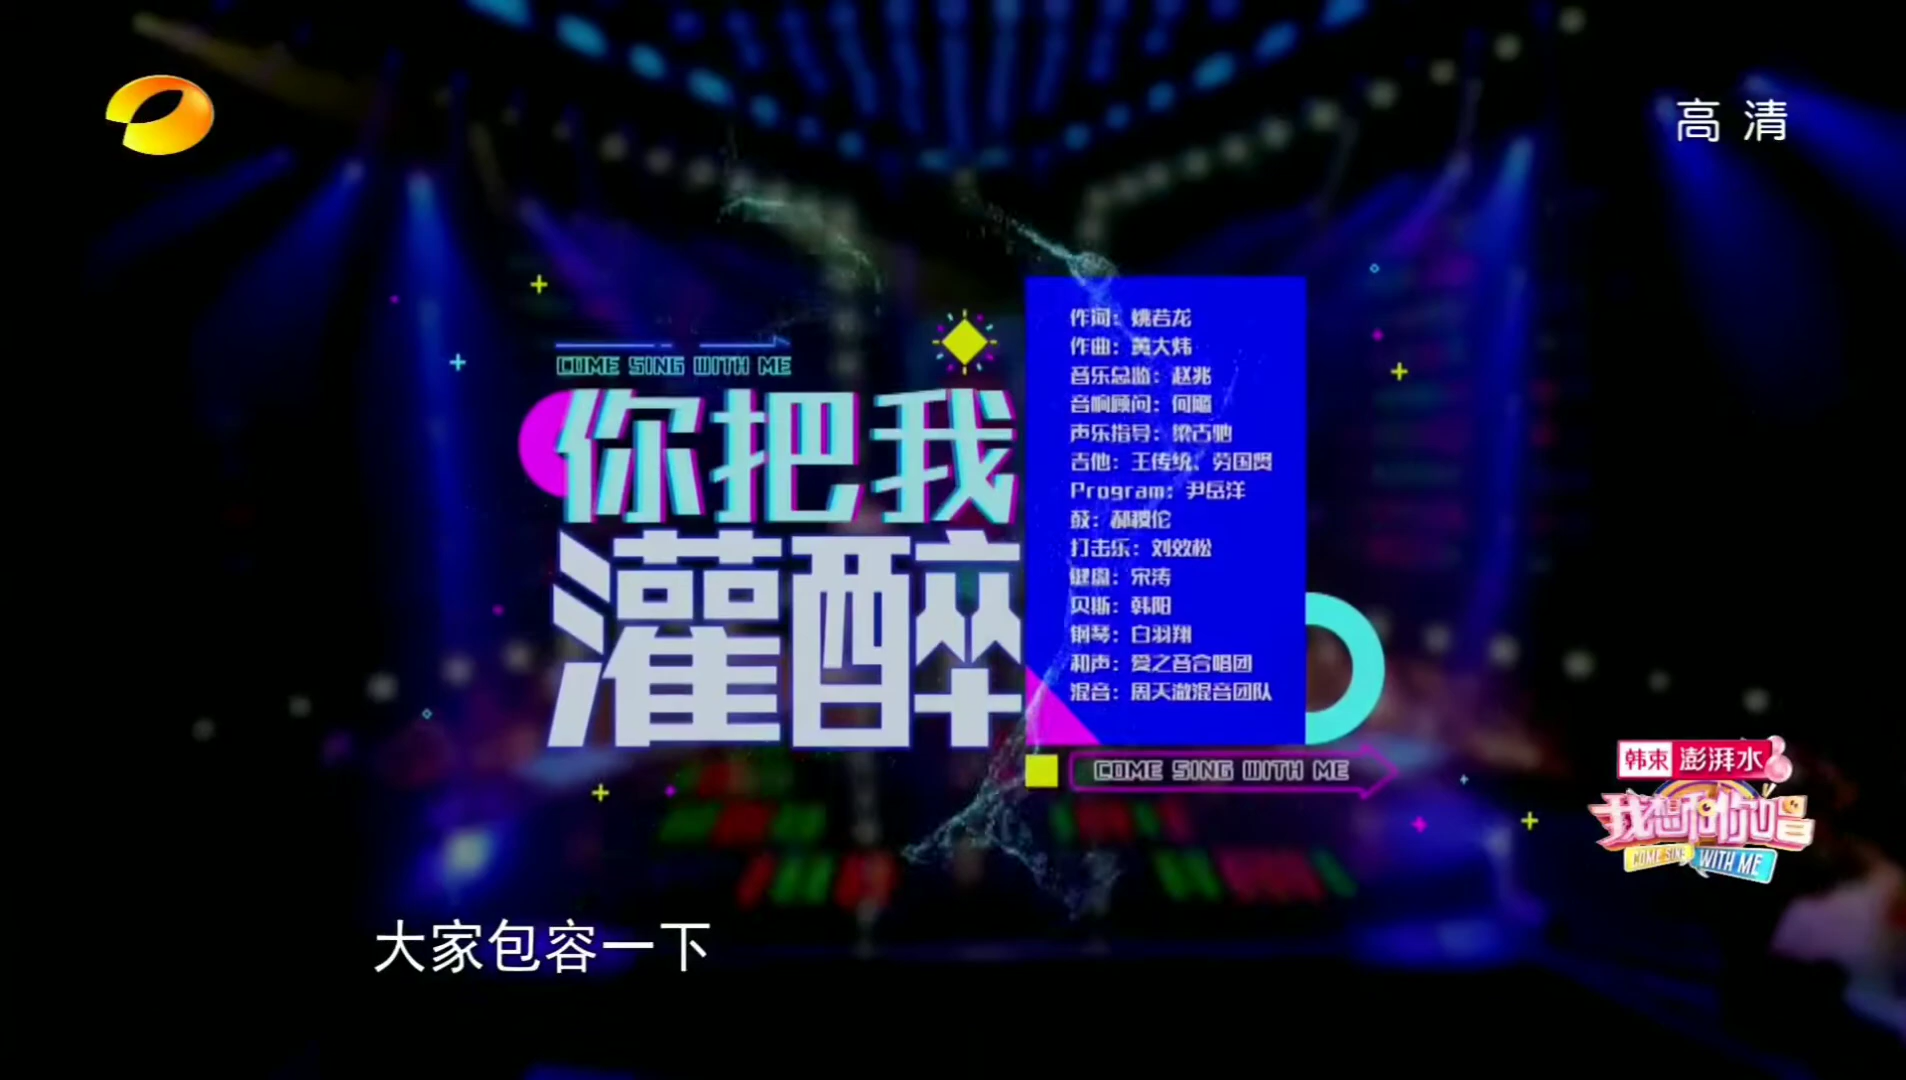 高清
COME SING WITH ME
你把我
灌醉
作词：姚若龙
作曲：黄大炜
音乐总监：赵兆
音响顾问：何飚
声乐指导：梁古驰
吉他：王传统、劳国贤
Program：尹岳洋
鼓：郝稷伦
打击乐：刘效松
键盘：宋涛
贝斯：韩阳
钢琴：白羽翔
和声：爱之音合唱团
混音：周天澈混音团队
COME SING WITH ME
韩束 澎湃水
我想和你唱
COME SING WITH ME
大家包容一下